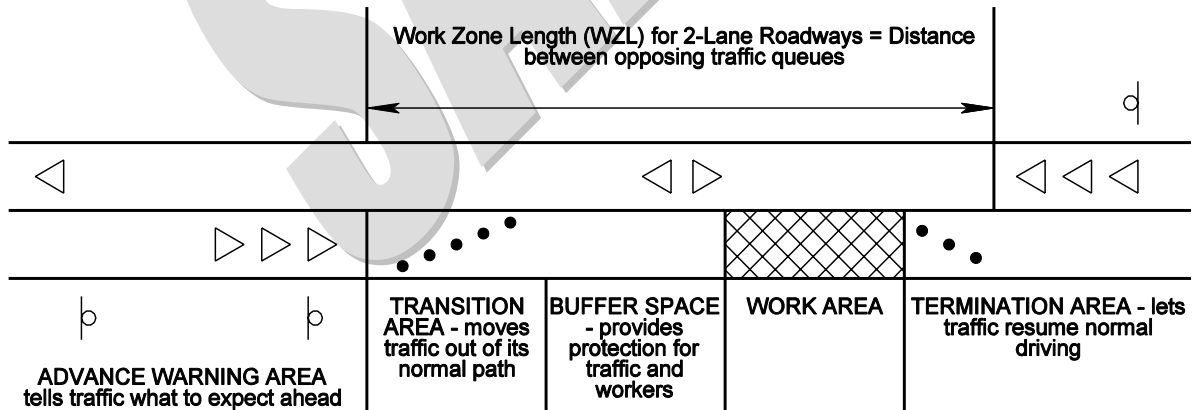 Work Zone Length (WZL) for 2-Lane Roadways = Distance
between opposing traffic queues
TRANSITION
AREA - moves
traffic out of its
normal path
BUFFER SPACE
- provides
protection for
traffic and
workers
WORK AREA
TERMINATION AREA - lets
traffic resume normal
driving
ADVANCE WARNING AREA
tells traffic what to expect ahead